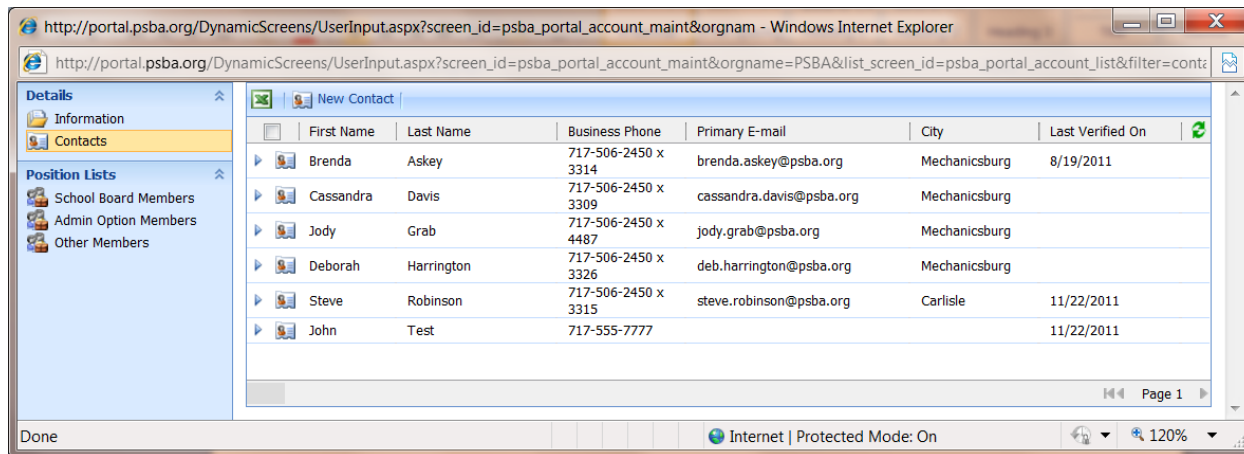 http://portal.psba.org/DynamicScreens/UserInput.aspx?screen_id=psba_portal_account_maint&orgnam - Windows Internet Explorer
http://portal.psba.org/DynamicScreens/UserInput.aspx?screen_id=psba_portal_account_maint&orgname=PSBA&list_screen_id=psba_portal_account_list&filter=conta
Details
Information
Contacts
Position Lists
School Board Members
Admin Option Members
Other Members
New Contact
First Name Last Name Business Phone Primary E-mail City Last Verified On
Brenda Askey 717-506-2450 x brenda.askey@psba.org Mechanicsburg 8/19/2011
3314
Cassandra Davis 717-506-2450 x cassandra.davis@psba.org Mechanicsburg
3309
Jody Grab 717-506-2450 x jody.grab@psba.org Mechanicsburg
4487
Deborah Harrington 717-506-2450 x deb.harrington@psba.org Mechanicsburg
3326
Steve Robinson 717-506-2450 x steve.robinson@psba.org Carlisle 11/22/2011
3315
John Test 717-555-7777 11/22/2011
Page 1
Done Internet | Protected Mode: On 120%